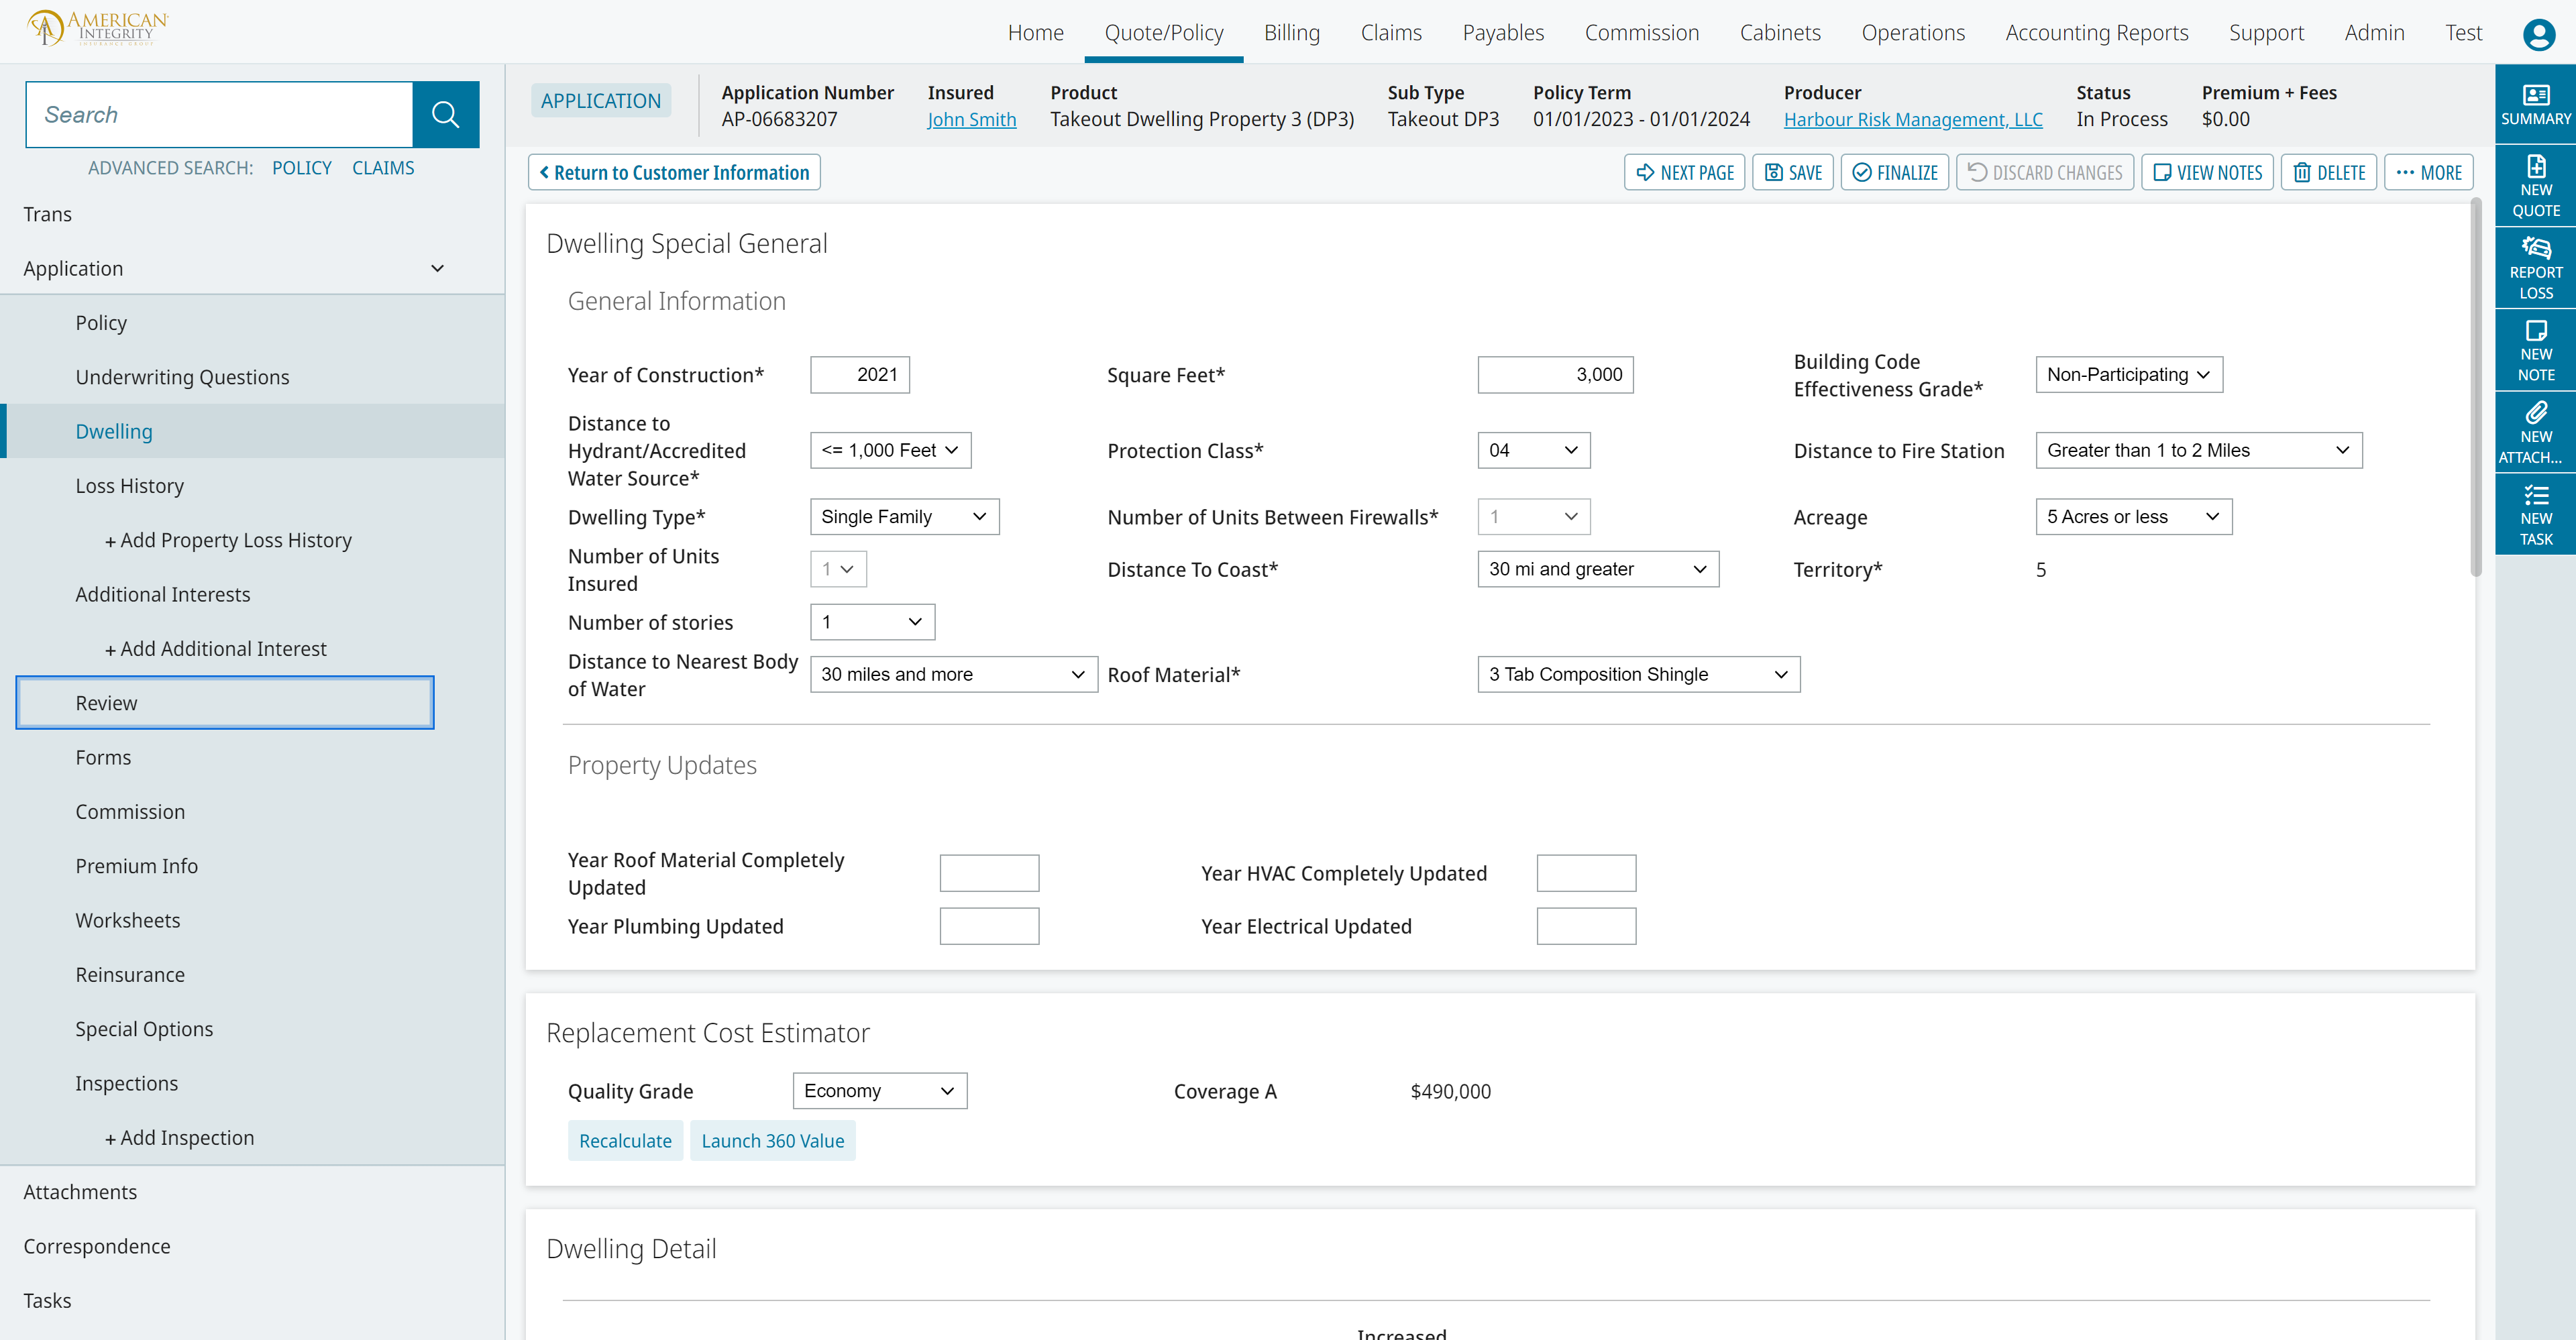 AMERICAN
INTEGRITY
INSURANCE GROUP
Home
Quote/Policy
Billing
Claims
Payables
Commission
Cabinets
Operations
Accounting Reports
Support
Admin
Test
Search
ADVANCED SEARCH: POLICY CLAIMS
Trans
Application
Policy
Underwriting Questions
Dwelling
Loss History
+ Add Property Loss History
Additional Interests
+ Add Additional Interest
Review
Forms
Commission
Premium Info
Worksheets
Reinsurance
Special Options
Inspections
+ Add Inspection
Attachments
Correspondence
Tasks
APPLICATION
Application Number
AP-06683207
Insured
John Smith
Product
Takeout Dwelling Property 3 (DP3)
Sub Type
Takeout DP3
Policy Term
01/01/2023 - 01/01/2024
Producer
Harbour Risk Management, LLC
Status
In Process
Premium + Fees
$0.00
Return to Customer Information
NEXT PAGE
SAVE
FINALIZE
DISCARD CHANGES
VIEW NOTES
DELETE
MORE
Dwelling Special General
General Information
Year of Construction* 2021
Square Feet* 3,000
Building Code
Effectiveness Grade* Non-Participating
Distance to
Hydrant/Accredited
Water Source* <= 1,000 Feet
Protection Class* 04
Distance to Fire Station Greater than 1 to 2 Miles
Dwelling Type* Single Family
Number of Units Between Firewalls* 1
Acreage 5 Acres or less
Number of Units
Insured 1
Distance To Coast* 30 mi and greater
Territory* 5
Number of stories 1
Distance to Nearest Body
of Water 30 miles and more
Roof Material* 3 Tab Composition Shingle
Property Updates
Year Roof Material Completely
Updated
Year HVAC Completely Updated
Year Plumbing Updated
Year Electrical Updated
Replacement Cost Estimator
Quality Grade Economy
Coverage A $490,000
Recalculate
Launch 360 Value
Dwelling Detail
Increased
SUMMARY
NEW
QUOTE
REPORT
LOSS
NEW
NOTE
NEW
ATTACH...
NEW
TASK